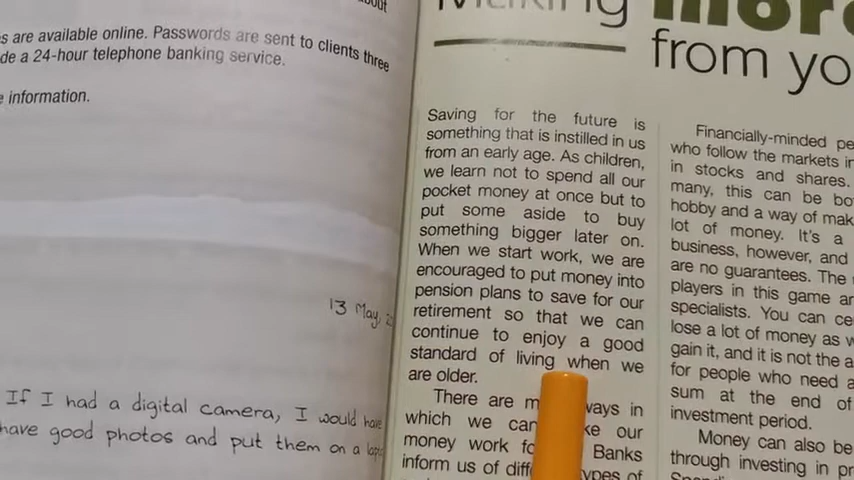 are available online. Passwords are sent to clients three
de a 24-hour telephone banking service.
information.
13 May,
If I had a digital camera, I would have
have good photos and put them on a
Making more
from yo
Saving for the future is
something that is instilled in us
from an early age. As children,
we learn not to spend all our
pocket money at once but to
put some aside to buy
something bigger later on.
When we start work, we are
encouraged to put money into
pension plans to save for our
retirement so that we can
continue to enjoy a good
standard of living when we
are older.
There are ways in
which we can our
money work Banks
inform us of of
Financially-minded pe
who follow the markets in
in stocks and shares.
many, this can be bo
hobby and a way of mak
lot of money. It's a
business, however, and
are no guarantees. The
players in this game ar
specialists. You can ce
lose a lot of money as w
gain it, and it is not the a
for people who need a
sum at the end of
investment period.
Money can also be
through investing in pr